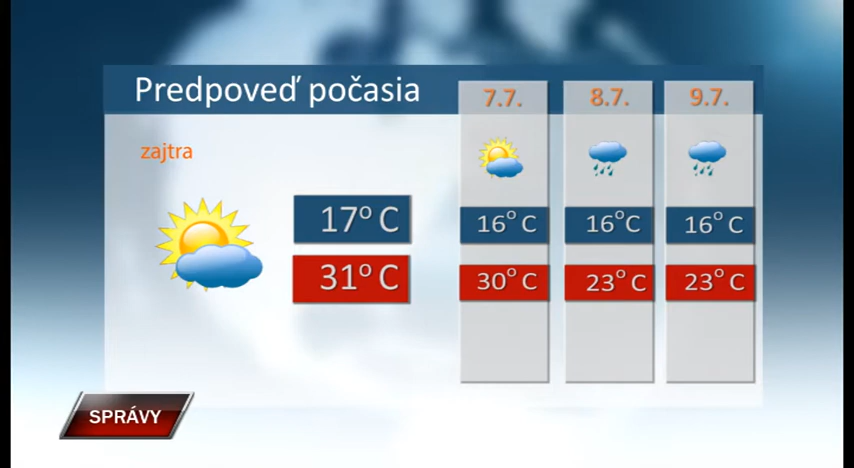 Predpoveď počasia
zajtra
17° C
31° C
7.7.
16° C
30° C
8.7.
16°C
23° C
9.7.
16° C
23° C
SPRÁVY